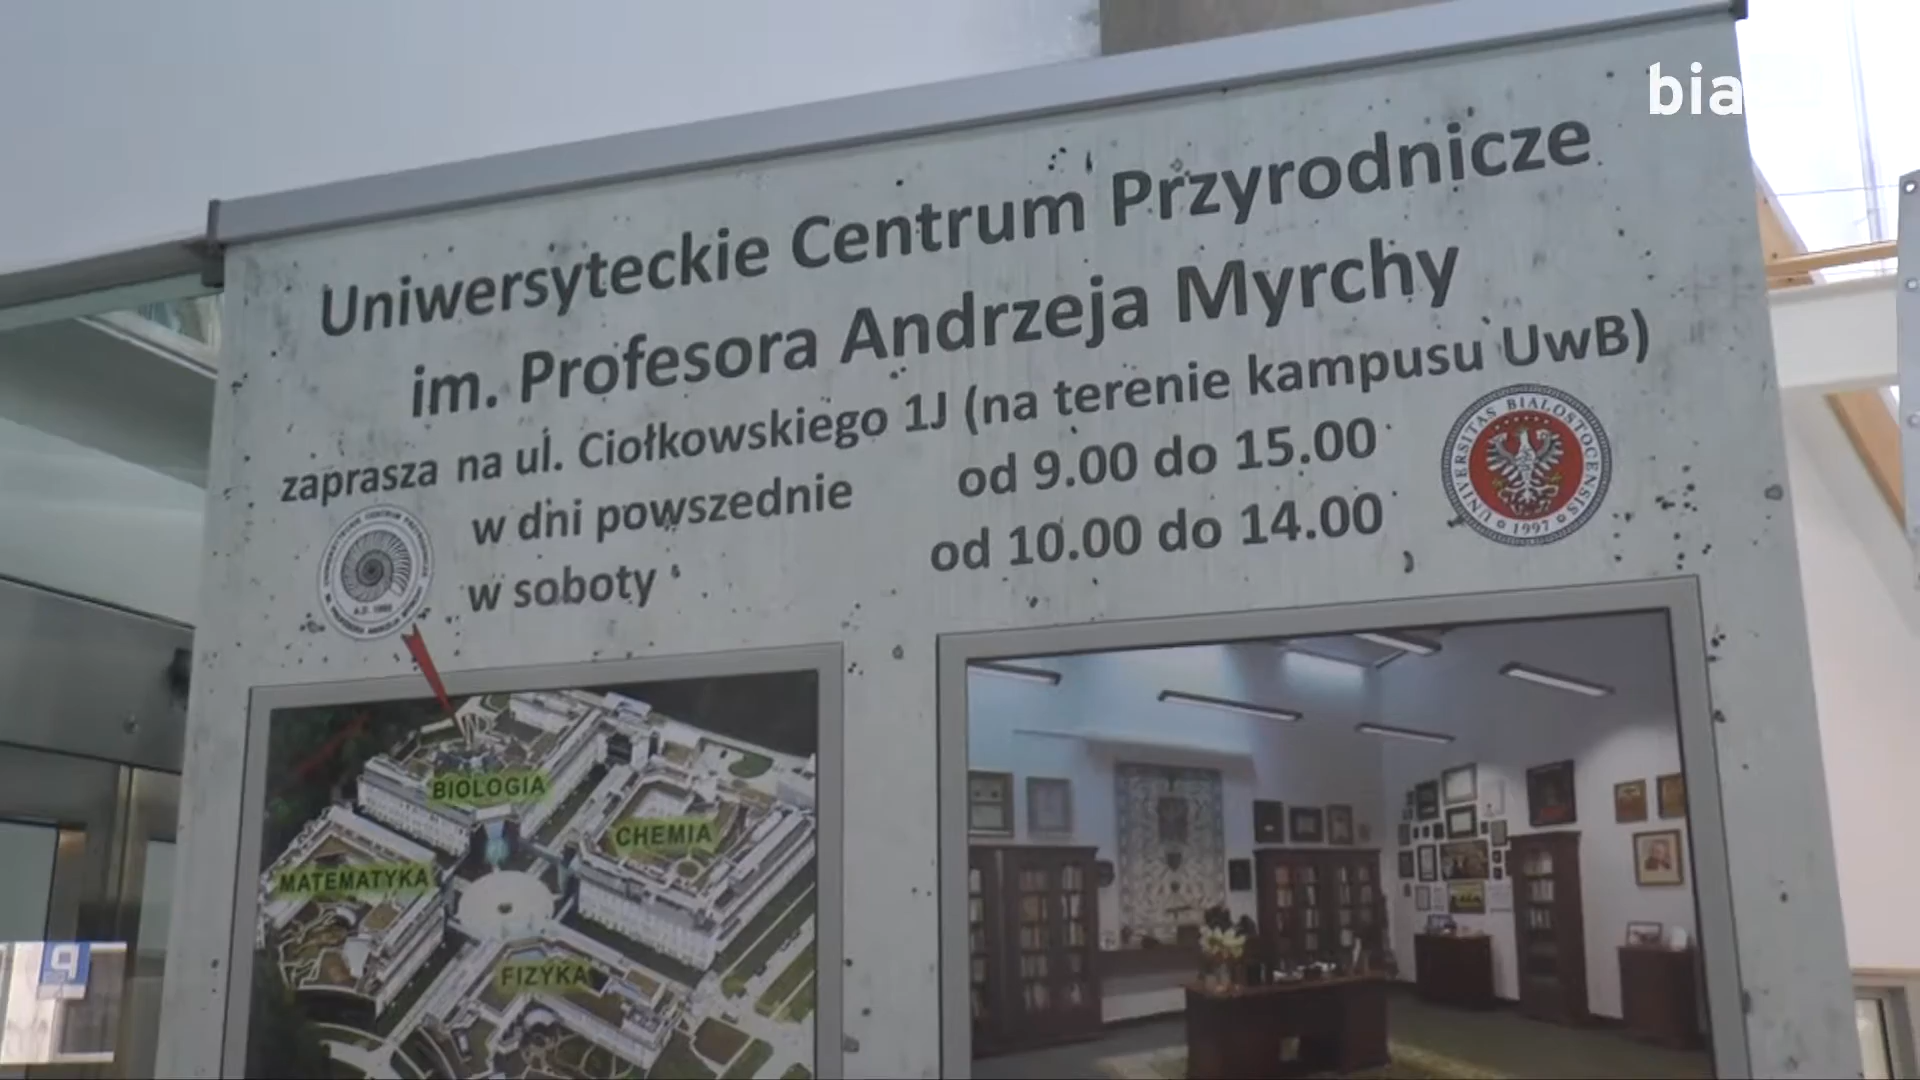 bia
Uniwersyteckie Centrum Przyrodnicze
im. Profesora Andrzeja Myrchy
zaprasza na ul. Ciołkowskiego 1J (na terenie kampusu UwB)
w dni powszednie od 9.00 do 15.00
w soboty od 10.00 do 14.00
UNIVERSITAS BIALOSTOCENSIS
1997
BIOLOGIA
CHEMIA
MATEMATYKA
FIZYKA